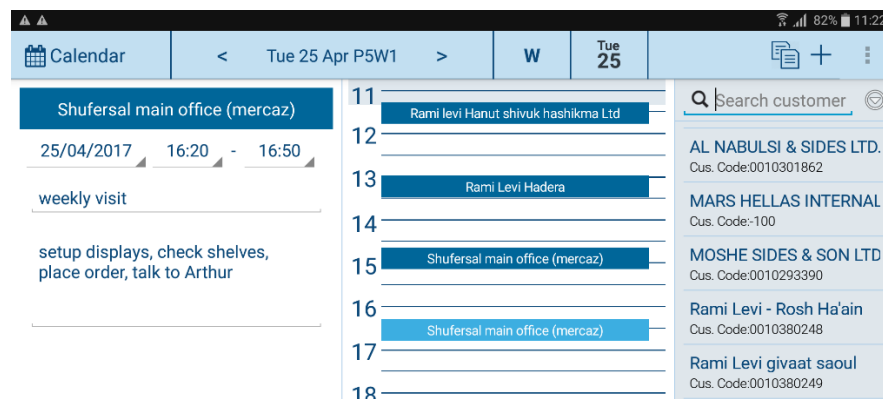 82% 11:22
Calendar
< Tue 25 Apr P5W1 >
W
Tue
25
Shufersal main office (mercaz)
25/04/2017 16:20 - 16:50
weekly visit
setup displays, check shelves,
place order, talk to Arthur
11
Rami levi Hanut shivuk hashikma Ltd
12
13
Rami Levi Hadera
14
15
Shufersal main office (mercaz)
16
Shufersal main office (mercaz)
17
18
Search customer
AL NABULSI & SIDES LTD.
Cus. Code:0010301862
MARS HELLAS INTERNAL
Cus. Code:-100
MOSHE SIDES & SON LTD
Cus. Code:0010293390
Rami Levi - Rosh Ha'ain
Cus. Code:0010380248
Rami Levi givaat saoul
Cus. Code:0010380249